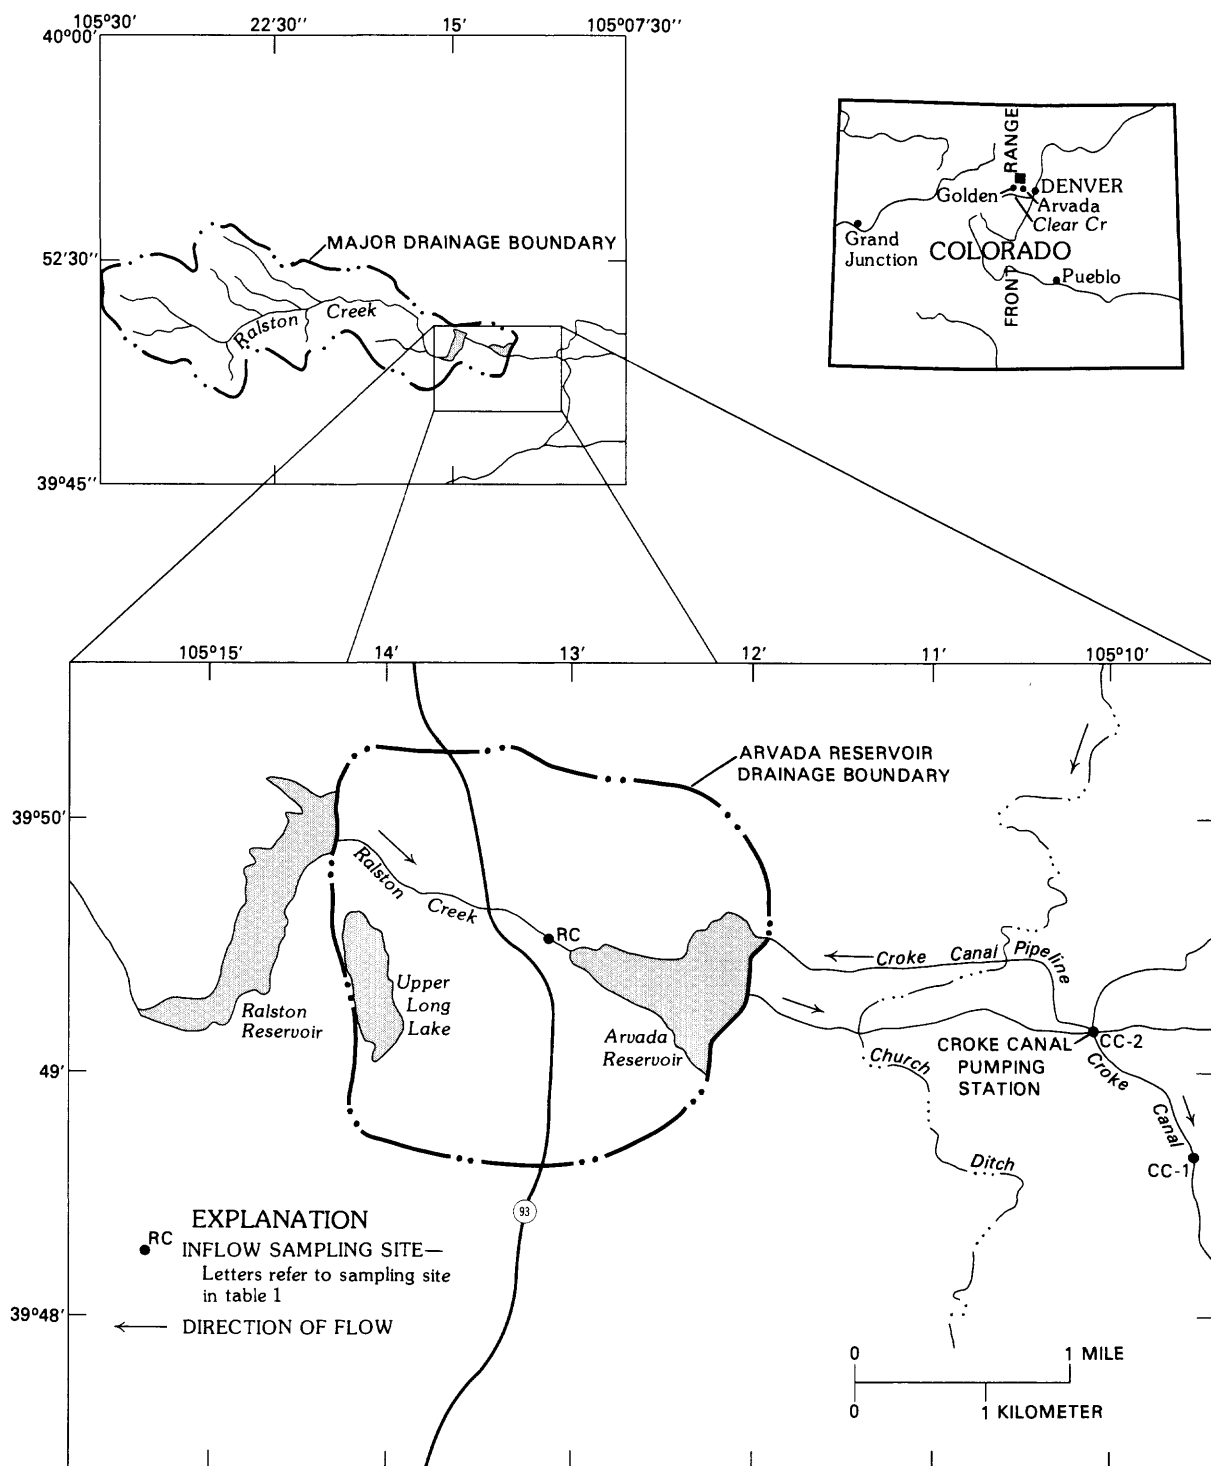 105°30′
22′30′′
15′
105°07′30′′
40°00′
52′30′′
39°45′′
MAJOR DRAINAGE BOUNDARY
Ralston Creek
FRONT RANGE
Golden
DENVER
Arvada
Clear Cr
Grand
Junction
COLORADO
Pueblo
105°15′
14′
13′
12′
11′
105°10′
39°50′
49′
39°48′
ARVADA RESERVOIR
DRAINAGE BOUNDARY
Ralston
Creek
RC
Croke Canal Pipeline
Upper
Long
Lake
Ralston
Reservoir
Arvada
Reservoir
CROKE CANAL
PUMPING
STATION
CC-2
Croke
Canal
CC-1
Church
Ditch
93
EXPLANATION
RC
INFLOW SAMPLING SITE—
Letters refer to sampling site
in table 1
DIRECTION OF FLOW
0
1 MILE
0
1 KILOMETER